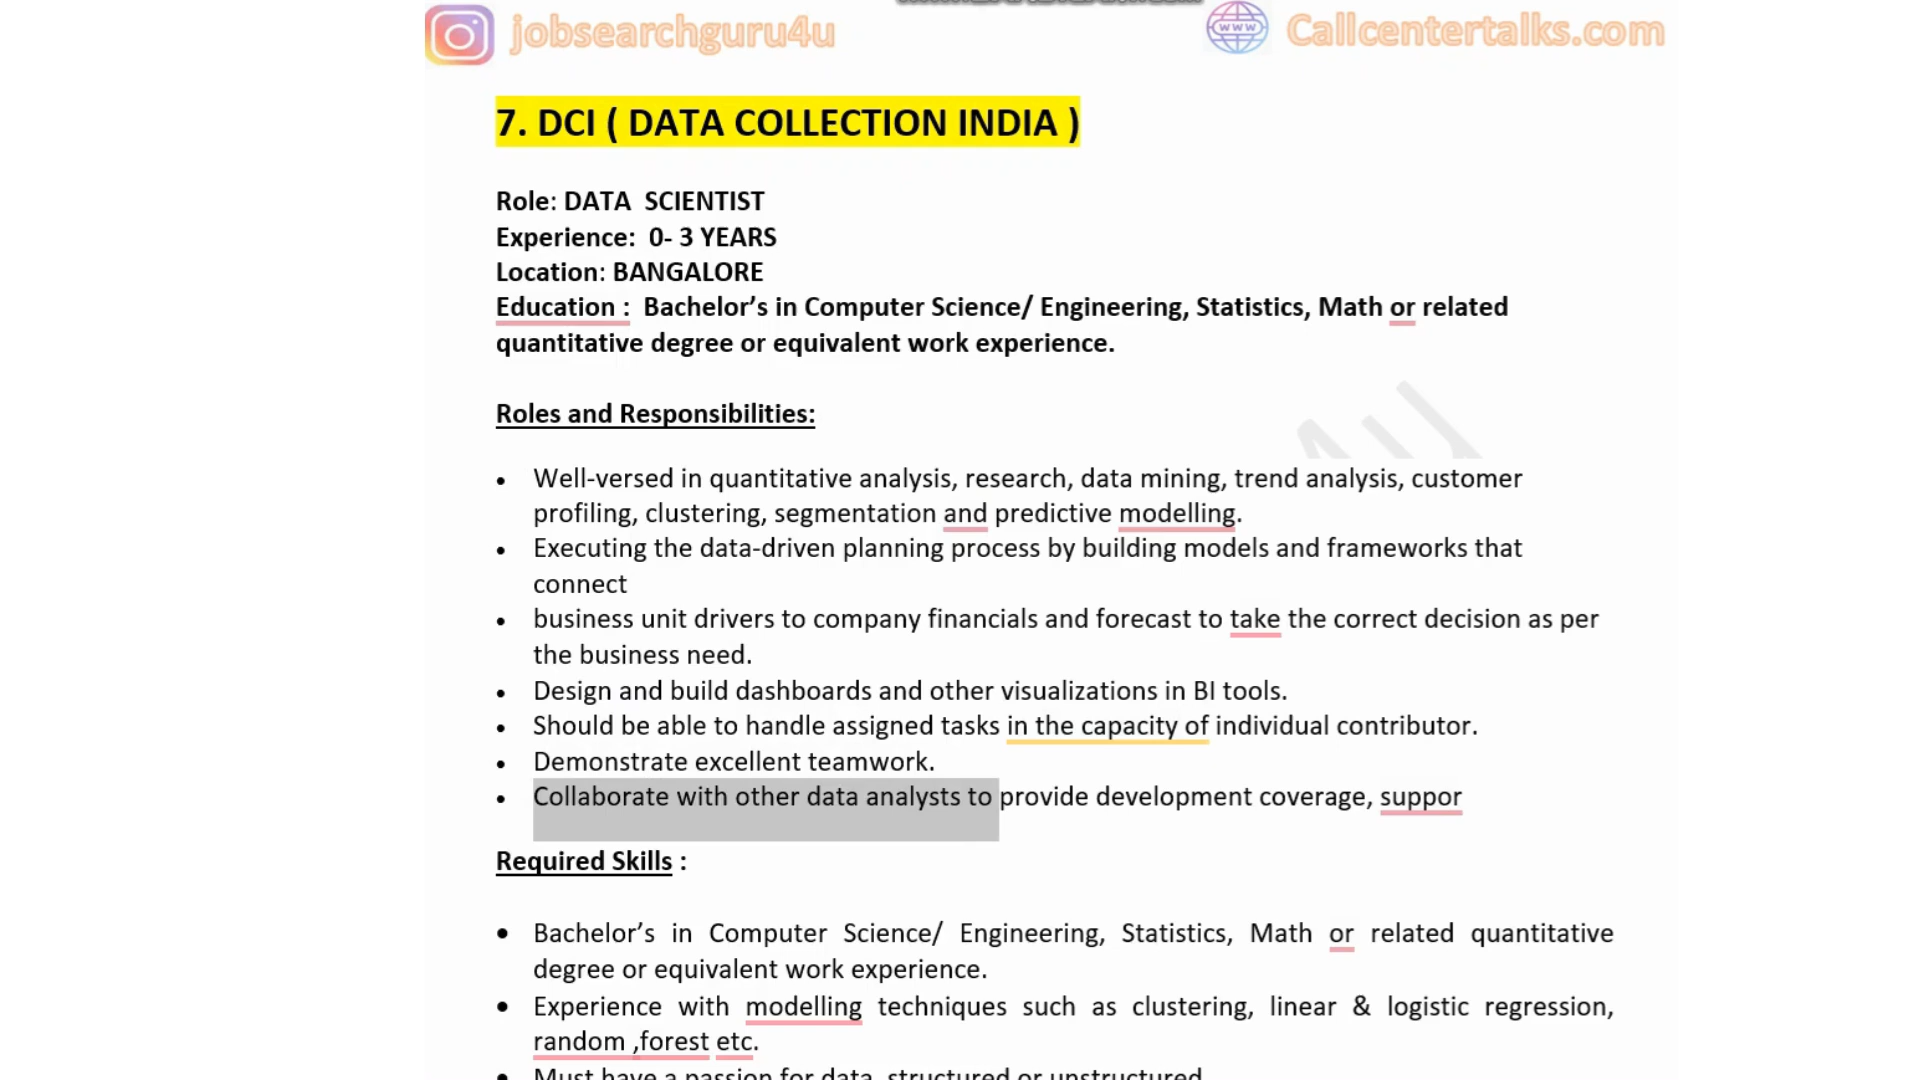 jobsearchguru4u
www
Callcentertalks.com
7. DCI ( DATA COLLECTION INDIA )
Role: DATA SCIENTIST
Experience: 0- 3 YEARS
Location: BANGALORE
Education : Bachelor’s in Computer Science/ Engineering, Statistics, Math or related
quantitative degree or equivalent work experience.
Roles and Responsibilities:
• Well-versed in quantitative analysis, research, data mining, trend analysis, customer
profiling, clustering, segmentation and predictive modelling.
• Executing the data-driven planning process by building models and frameworks that
connect
• business unit drivers to company financials and forecast to take the correct decision as per
the business need.
• Design and build dashboards and other visualizations in BI tools.
• Should be able to handle assigned tasks in the capacity of individual contributor.
• Demonstrate excellent teamwork.
• Collaborate with other data analysts to provide development coverage, suppor
Required Skills :
• Bachelor’s in Computer Science/ Engineering, Statistics, Math or related quantitative
degree or equivalent work experience.
• Experience with modelling techniques such as clustering, linear & logistic regression,
random ,forest etc.
• Must have a passion for data, structured or unstructured